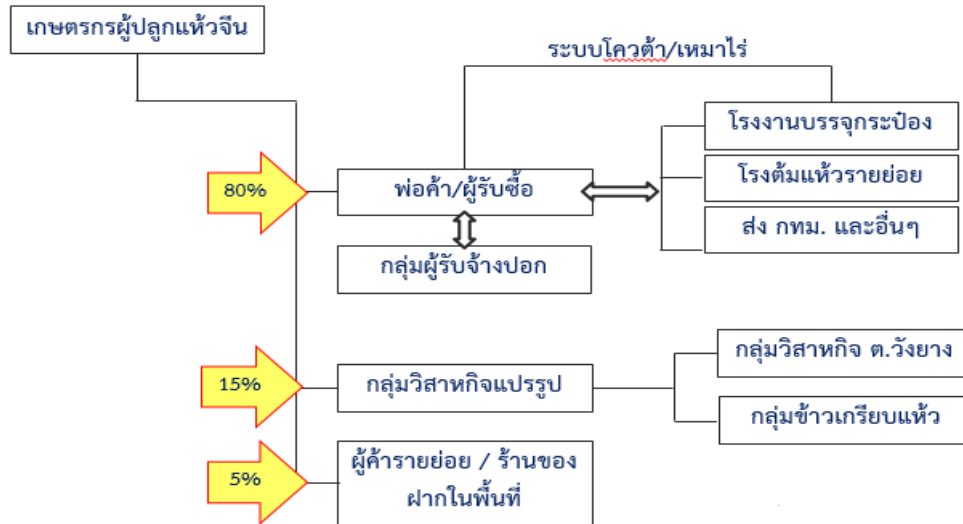 เกษตรกรผู้ปลูกแห้วจีน
ระบบโควต้า/เหมาไร่
โรงงานบรรจุกระป๋อง
80%
พ่อค้า/ผู้รับซื้อ
โรงต้มแห้วรายย่อย
ส่ง กทม. และอื่นๆ
กลุ่มผู้รับจ้างปอก
15%
กลุ่มวิสาหกิจแปรรูป
กลุ่มวิสาหกิจ ต.วังยาง
กลุ่มข้าวเกรียบแห้ว
5%
ผู้ค้ารายย่อย / ร้านของ
ฝากในพื้นที่